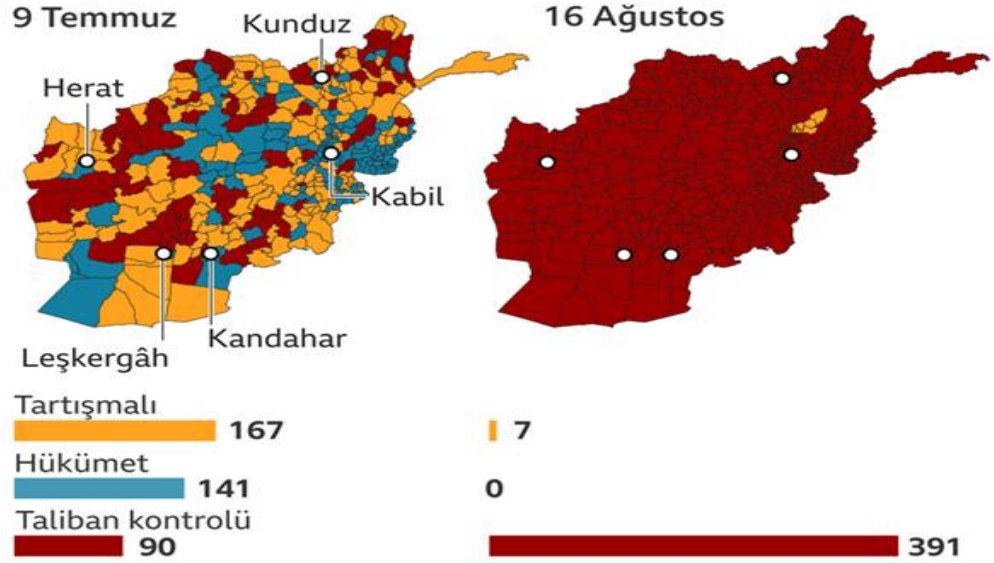 9 Temmuz
16 Ağustos
Kunduz
Herat
Kabil
Kandahar
Leşkergâh
Tartışmalı
167
7
Hükümet
141
0
Taliban kontrolü
90
391